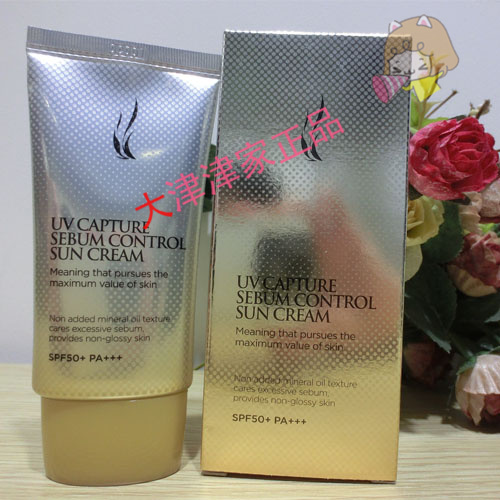 UV CAPTURE
SEBUM CONTROL
SUN CREAM
Meaning that pursues the
maximum value of skin
Non added mineral oil texture
cares excessive sebum,
provides non-glossy skin
SPF50+ PA+++
大津津家正品
UV CAPTURE
SEBUM CONTROL
SUN CREAM
Meaning that pursues the
maximum value of skin
Non added mineral oil texture
cares excessive sebum,
provides non-glossy skin
SPF50+ PA+++